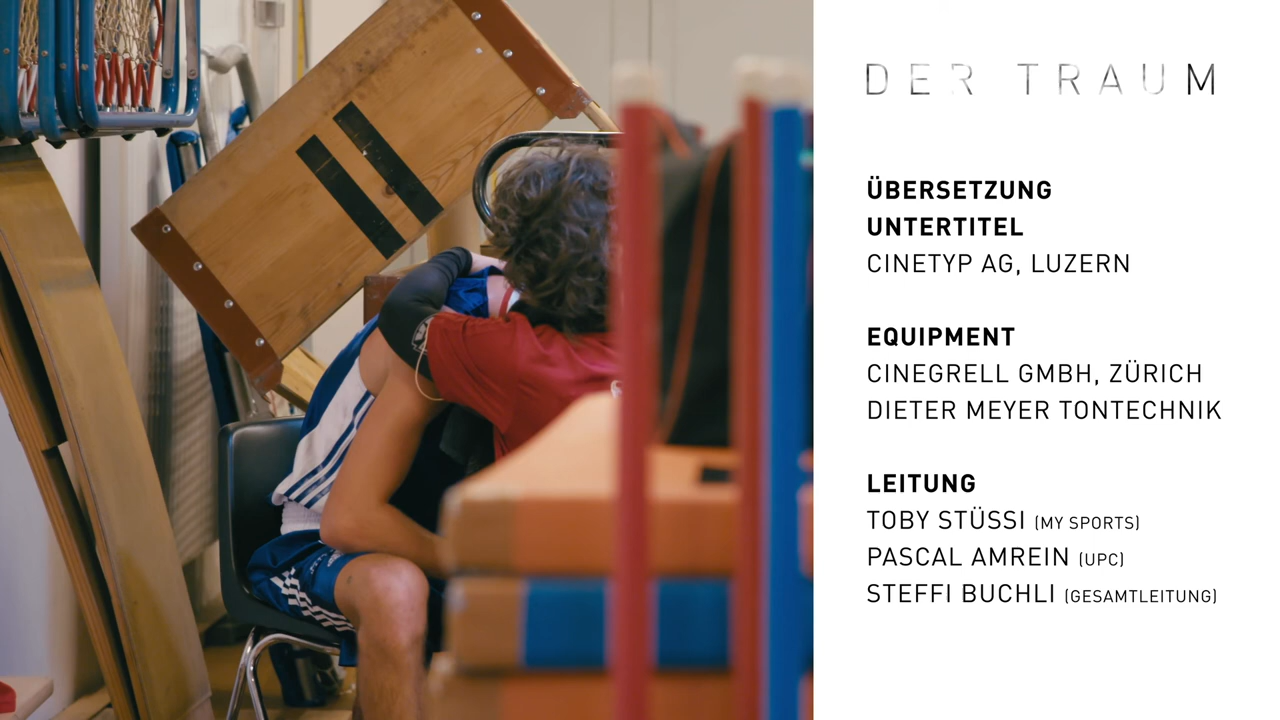 DER TRAUM
ÜBERSETZUNG
UNTERTITEL
CINETYP AG, LUZERN
EQUIPMENT
CINEGRELL GMBH, ZÜRICH
DIETER MEYER TONTECHNIK
LEITUNG
TOBY STÜSSI (MY SPORTS)
PASCAL AMREIN (UPC)
STEFFI BUCHLI (GESAMTLEITUNG)